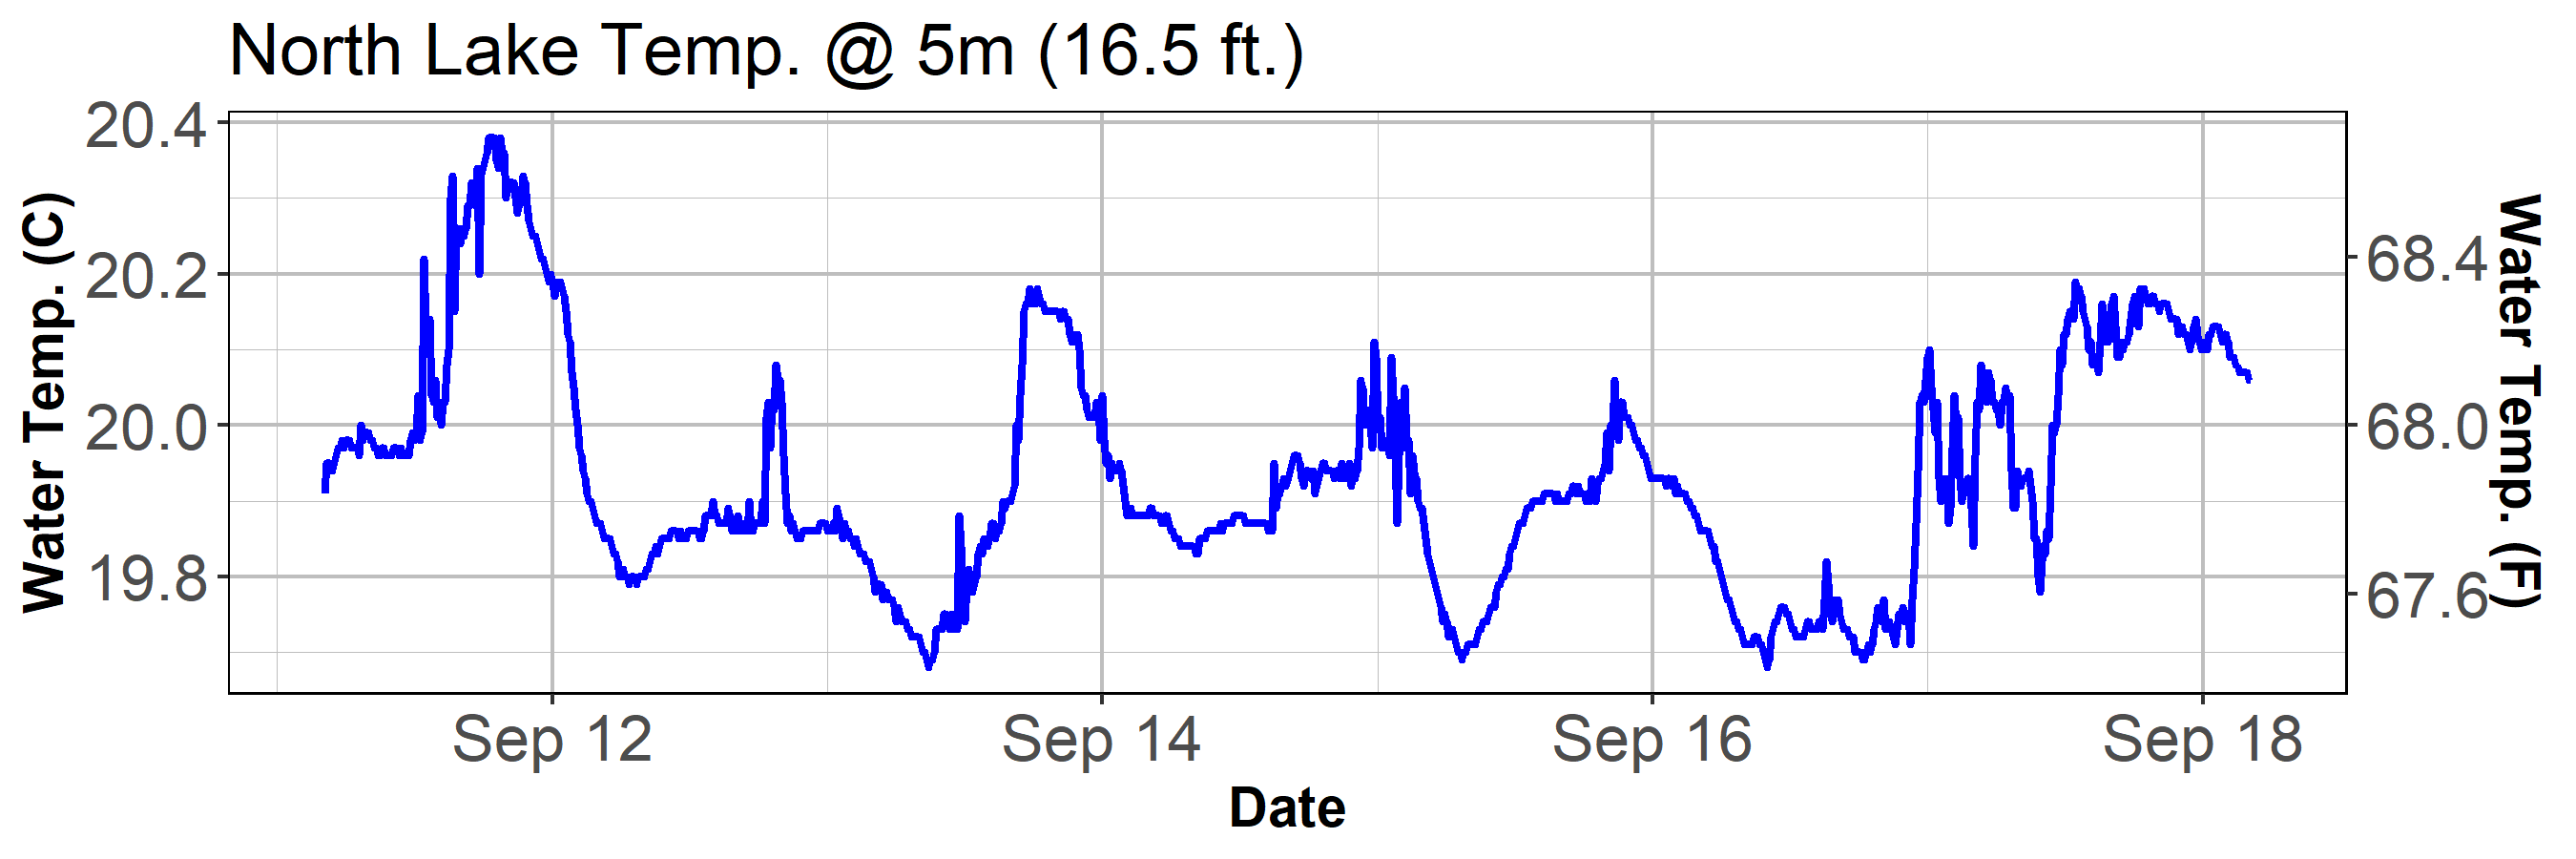 North Lake Temp. @ 5m (16.5 ft.)
Water Temp. (C)
20.4
20.2
20.0
19.8
68.4
68.0
67.6
Water Temp. (F)
Sep 12 Sep 14 Sep 16 Sep 18
Date